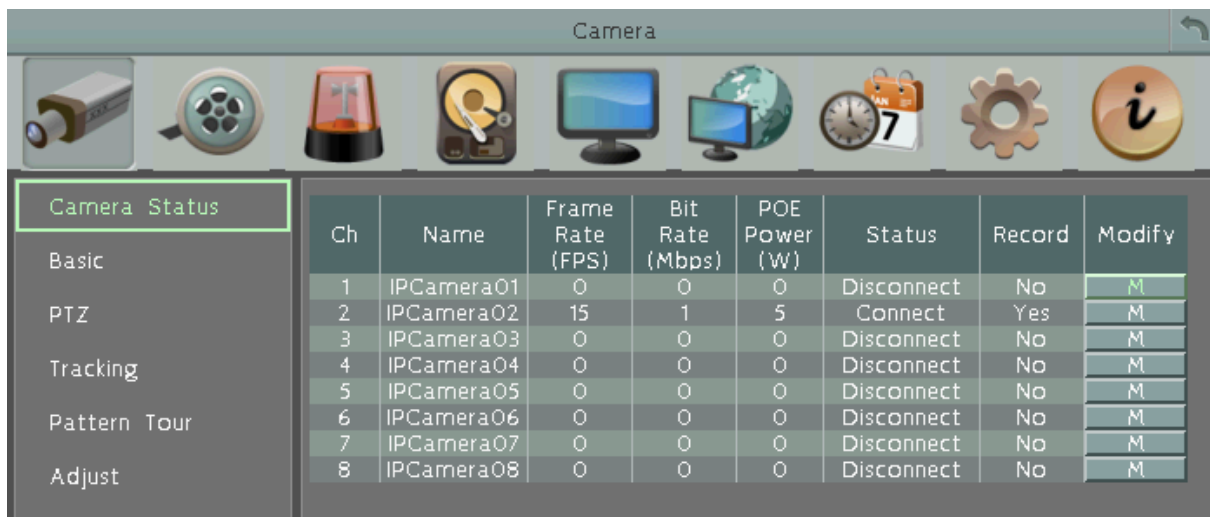 Camera
JAN
7
i
Camera Status
Basic
PTZ
Tracking
Pattern Tour
Adjust
Ch Name Frame Rate (FPS) Bit Rate (Mbps) POE Power (W) Status Record Modify
1 IPCamera01 0 0 0 Disconnect No M
2 IPCamera02 15 1 5 Connect Yes M
3 IPCamera03 0 0 0 Disconnect No M
4 IPCamera04 0 0 0 Disconnect No M
5 IPCamera05 0 0 0 Disconnect No M
6 IPCamera06 0 0 0 Disconnect No M
7 IPCamera07 0 0 0 Disconnect No M
8 IPCamera08 0 0 0 Disconnect No M